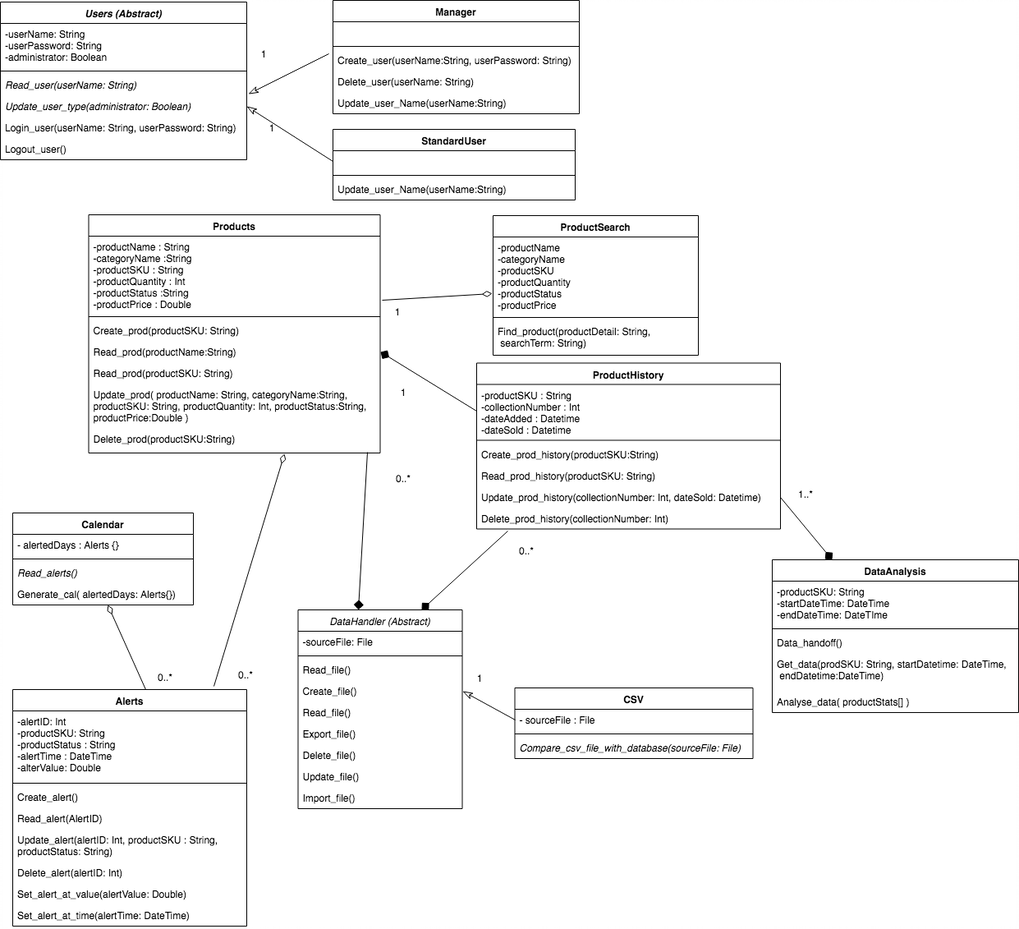 Users (Abstract)
-userName: String
-userPassword: String
-administrator: Boolean
Read_user(userName: String)
Update_user_type(administrator: Boolean)
Login_user(userName: String, userPassword: String)
Logout_user()
1
1
Manager
Create_user(userName:String, userPassword: String)
Delete_user(userName: String)
Update_user_Name(userName:String)
StandardUser
Update_user_Name(userName:String)
Products
-productName : String
-categoryName :String
-productSKU : String
-productQuantity : Int
-productStatus :String
-productPrice : Double
Create_prod(productSKU: String)
Read_prod(productName:String)
Read_prod(productSKU: String)
Update_prod( productName: String, categoryName:String,
productSKU: String, productQuantity: Int, productStatus:String,
productPrice:Double )
Delete_prod(productSKU:String)
1
1
0..*
ProductSearch
-productName
-categoryName
-productSKU
-productQuantity
-productStatus
-productPrice
Find_product(productDetail: String,
searchTerm: String)
ProductHistory
-productSKU : String
-collectionNumber : Int
-dateAdded : Datetime
-dateSold : Datetime
Create_prod_history(productSKU:String)
Read_prod_history(productSKU: String)
Update_prod_history(collectionNumber: Int, dateSold: Datetime)
Delete_prod_history(collectionNumber: Int)
1..*
0..*
Calendar
- alertedDays : Alerts {}
Read_alerts()
Generate_cal( alertedDays: Alerts{})
0..*
0..*
DataAnalysis
-productSKU: String
-startDateTime: DateTime
-endDateTime: DateTIme
Data_handoff()
Get_data(prodSKU: String, startDatetime: DateTime,
endDatetime:DateTime)
Analyse_data( productStats[] )
DataHandler (Abstract)
-sourceFile: File
Read_file()
Create_file()
Read_file()
Export_file()
Delete_file()
Update_file()
Import_file()
1
CSV
- sourceFile : File
Compare_csv_file_with_database(sourceFile: File)
Alerts
-alertID: Int
-productSKU: String
-productStatus : String
-alertTime : DateTime
-alterValue: Double
Create_alert()
Read_alert(AlertID)
Update_alert(alertID: Int, productSKU : String,
productStatus: String)
Delete_alert(alertID: Int)
Set_alert_at_value(alertValue: Double)
Set_alert_at_time(alertTime: DateTime)